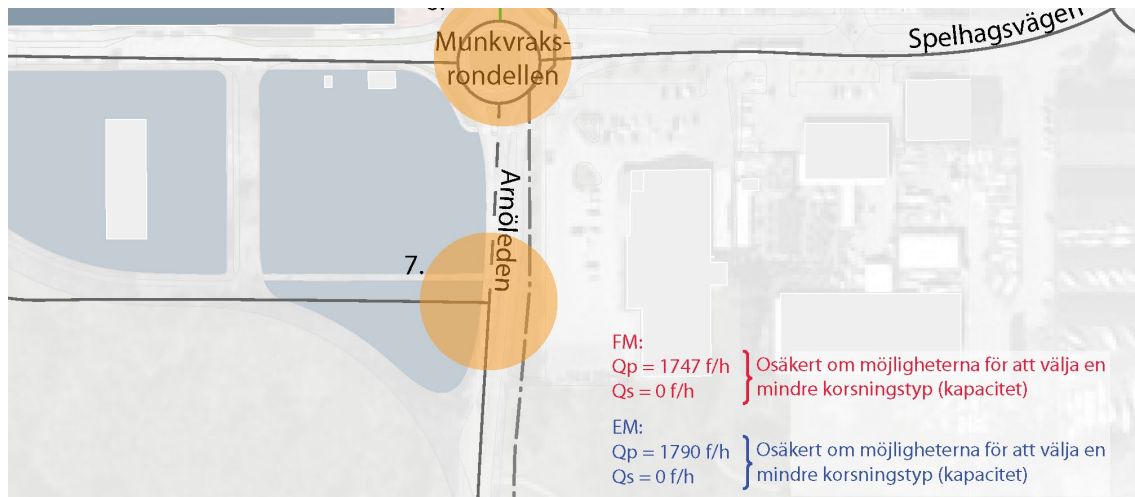 Munkvraks-
rondellen
Spelhagsvägen
Arnöleden
7.
FM:
Qp = 1747 f/h
Qs = 0 f/h
Osäkert om möjligheterna för att välja en
mindre korsningstyp (kapacitet)
EM:
Qp = 1790 f/h
Qs = 0 f/h
Osäkert om möjligheterna för att välja en
mindre korsningstyp (kapacitet)